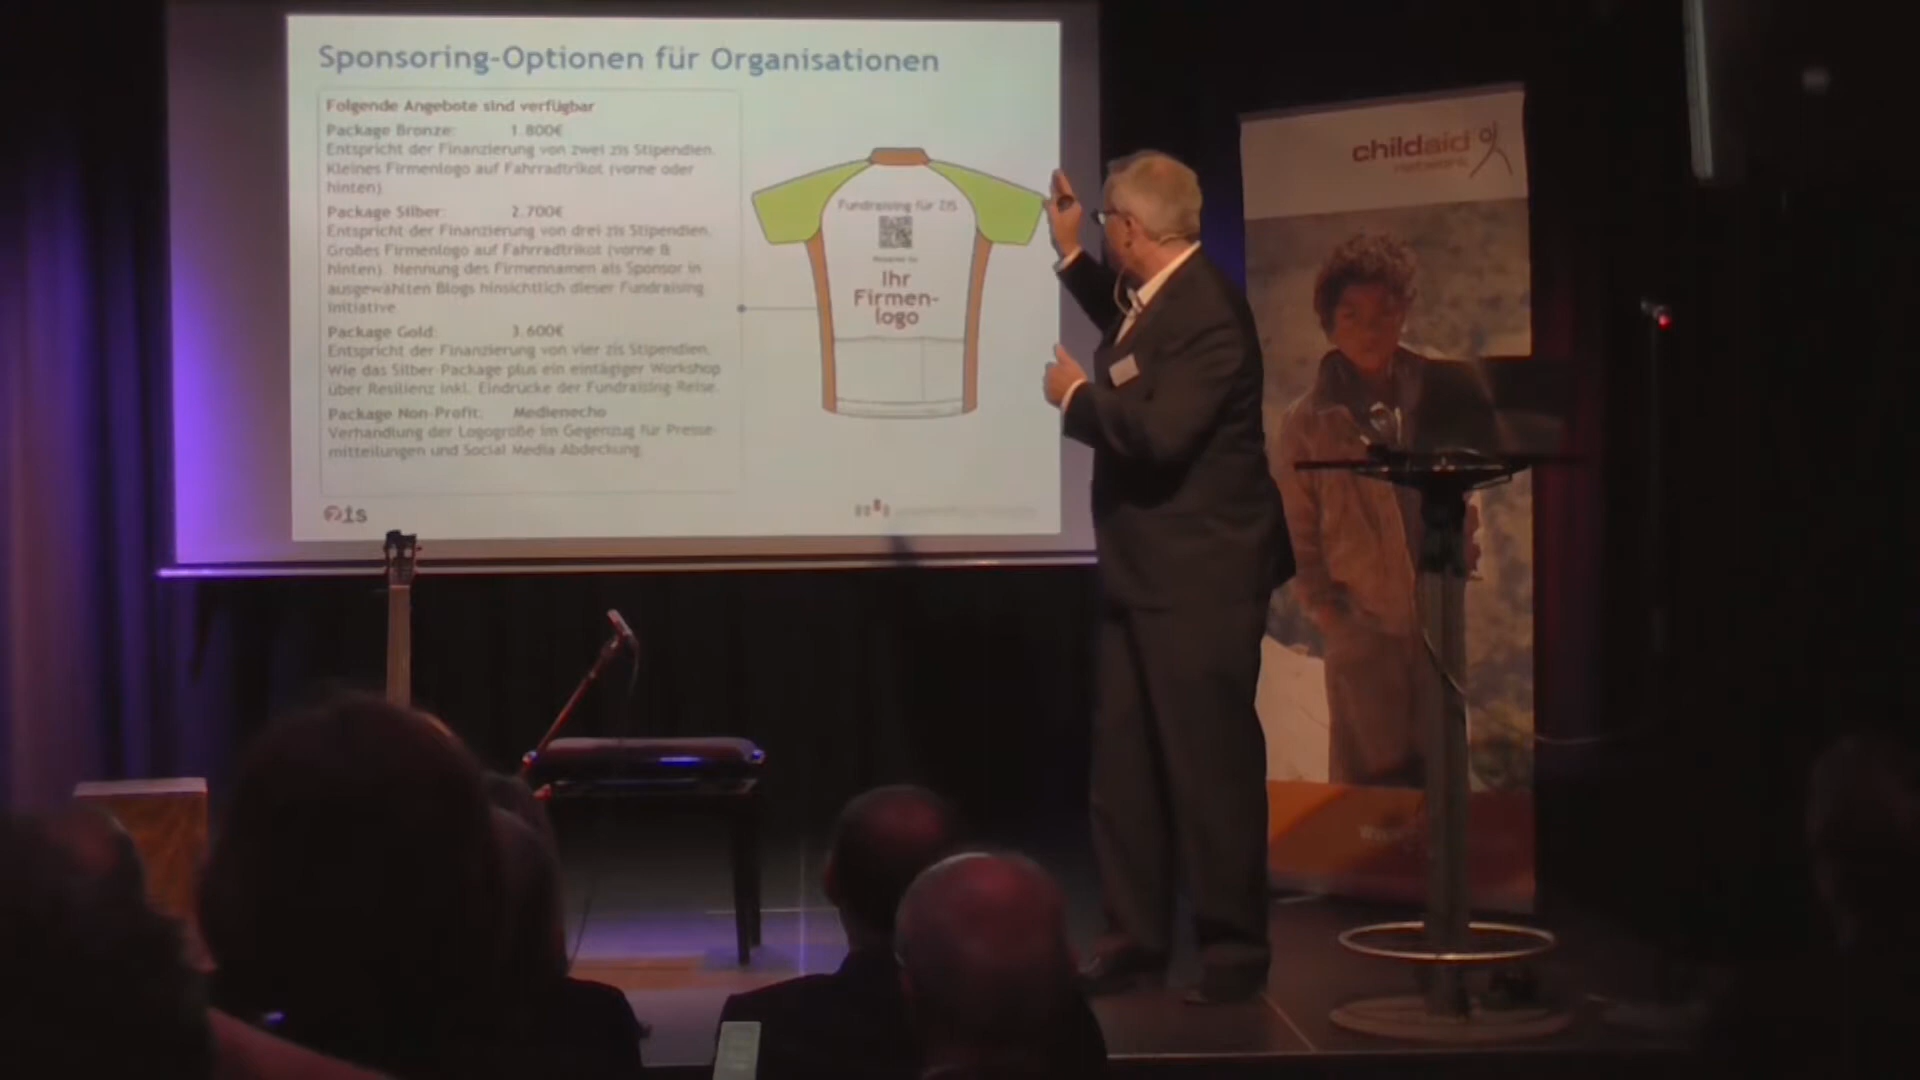 Sponsoring-Optionen für Organisationen
Folgende Angebote sind verfügbar
Package Bronze: 1.800€
Entspricht der Finanzierung von zwei zis Stipendien.
Kleines Firmenlogo auf Fahrradtrikot (vorne oder
hinten)
Package Silber: 2.700€
Entspricht der Finanzierung von drei zis Stipendien.
Großes Firmenlogo auf Fahrradtrikot (vorne &
hinten). Nennung des Firmennamen als Sponsor in
ausgewählten Blogs hinsichtlich dieser Fundraising
Initiative
Package Gold: 3.600€
Entspricht der Finanzierung von vier zis Stipendien.
Wie das Silber-Package plus ein eintägiger Workshop
über Resilienz inkl. Eindrücke der Fundraising-Reise.
Package Non-Profit: Medienecho
Verhandlung der Logogröße im Gegenzug für Presse-
mitteilungen und Social Media Abdeckung
Fundraising für ZIS
Ihr
Firmen-
logo
zis
childaid
network